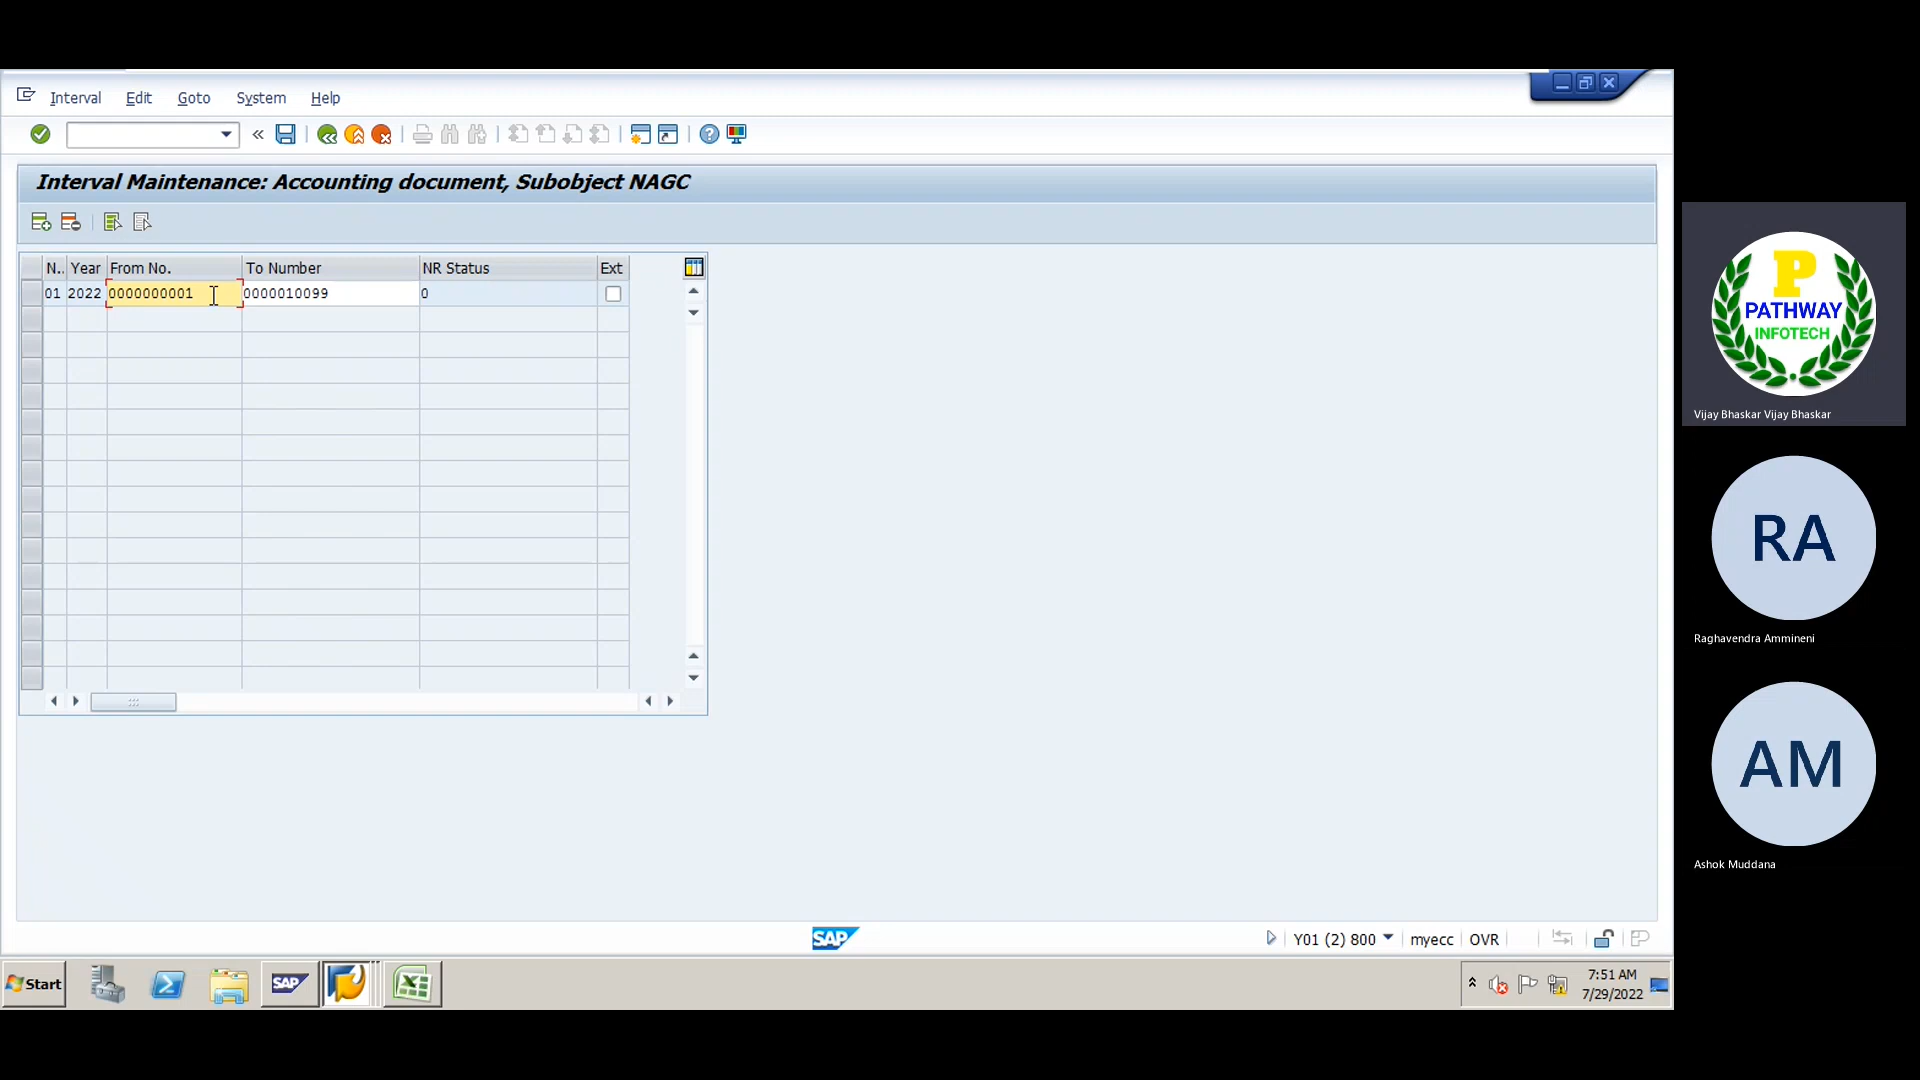 Interval Edit Goto System Help
Interval Maintenance: Accounting document, Subobject NAGC
N.. Year From No. To Number NR Status Ext
01 2022 0000000001 0000010099 0
P
PATHWAY
INFOTECH
Vijay Bhaskar Vijay Bhaskar
RA
Raghavendra Ammineni
AM
Ashok Muddana
SAP Y01 (2) 800 myecc OVR
Start SAP 7:51 AM
7/29/2022